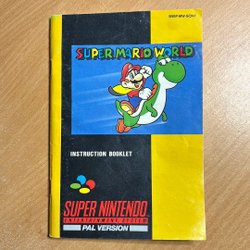 SUPER MARIO WORLD
INSTRUCTION BOOKLET
SUPER NINTENDO
ENTERTAINMENT SYSTEM
PAL VERSION